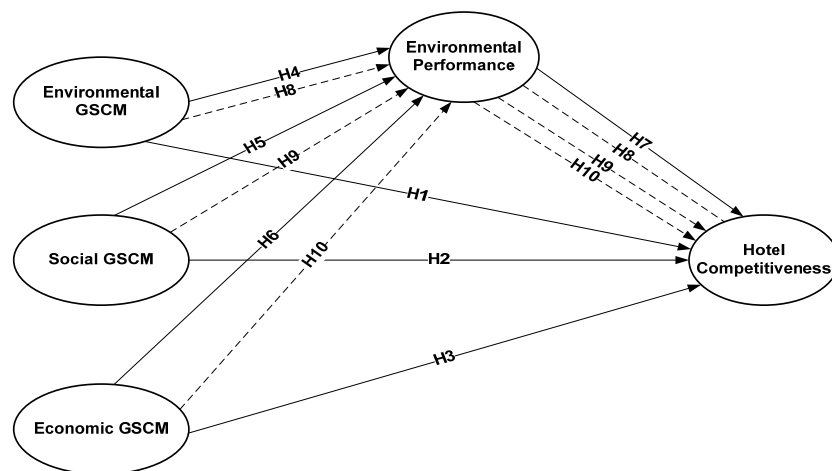 Environmental
Performance
Environmental
GSCM
H4
H8
H5
H9
H7
H8
H9
H10
H1
H6
H10
Social GSCM
H2
Hotel
Competitiveness
H3
Economic GSCM